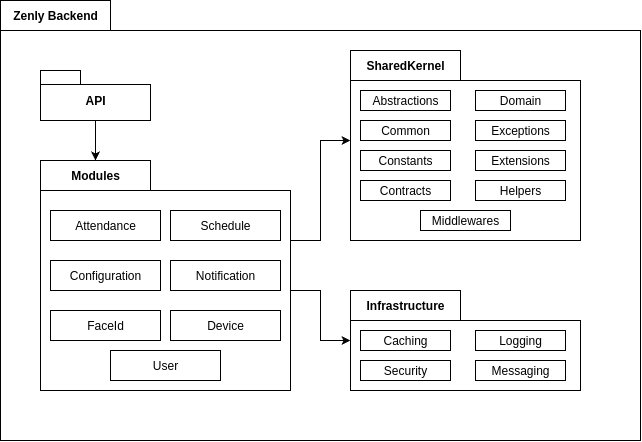 Zenly Backend
API
Modules
Attendance
Schedule
Configuration
Notification
FaceId
Device
User
SharedKernel
Abstractions
Domain
Common
Exceptions
Constants
Extensions
Contracts
Helpers
Middlewares
Infrastructure
Caching
Logging
Security
Messaging